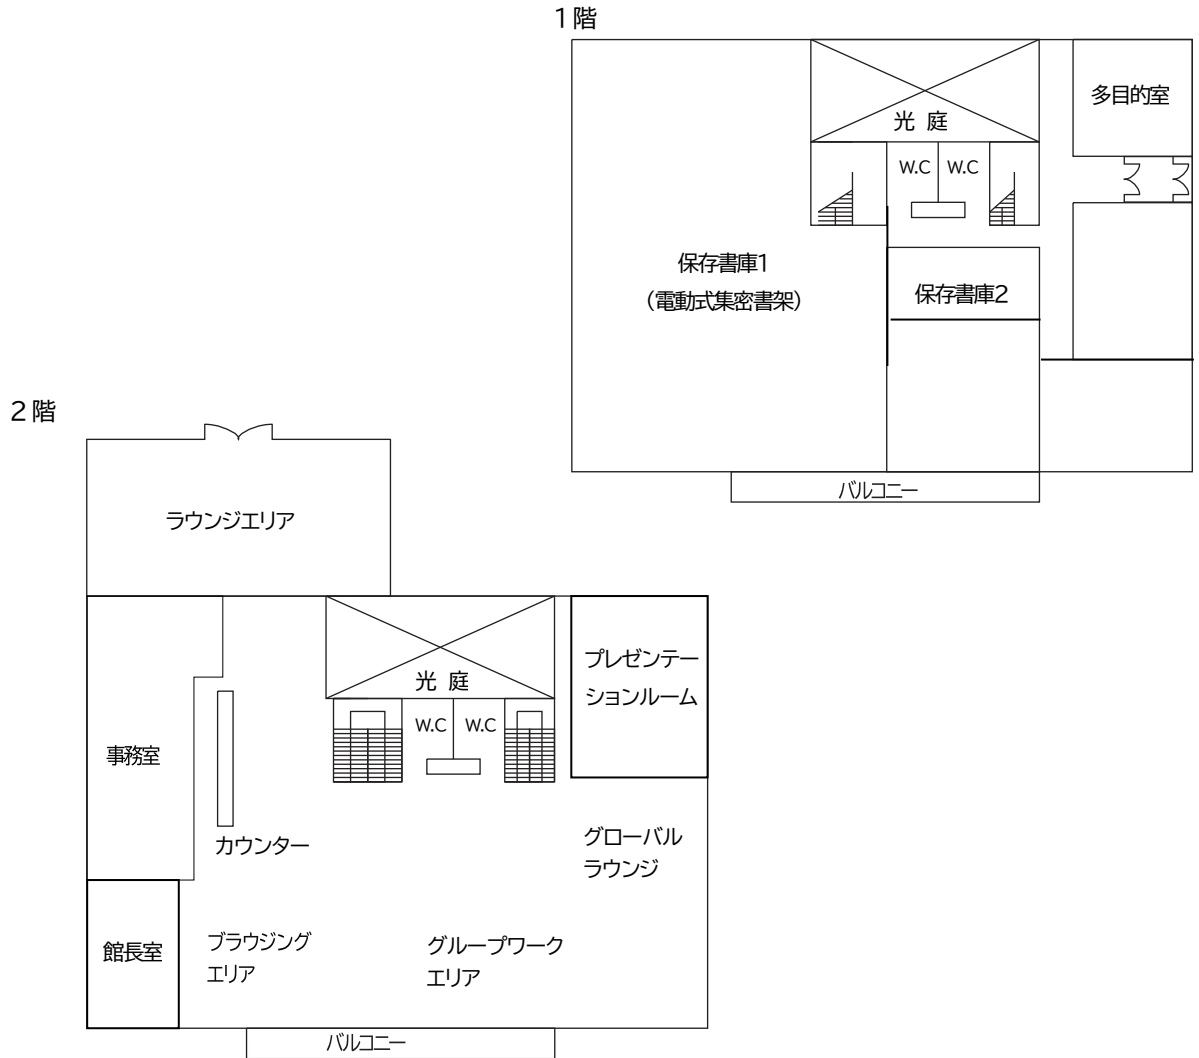 1階
光 庭
多目的室
W.C
W.C
保存書庫1
（電動式集密書架）
保存書庫2
バルコニー
2階
ラウンジエリア
光 庭
プレゼンテー
ションルーム
W.C
W.C
事務室
カウンター
グローバル
ラウンジ
館長室
ブラウジング
エリア
グループワーク
エリア
バルコニー